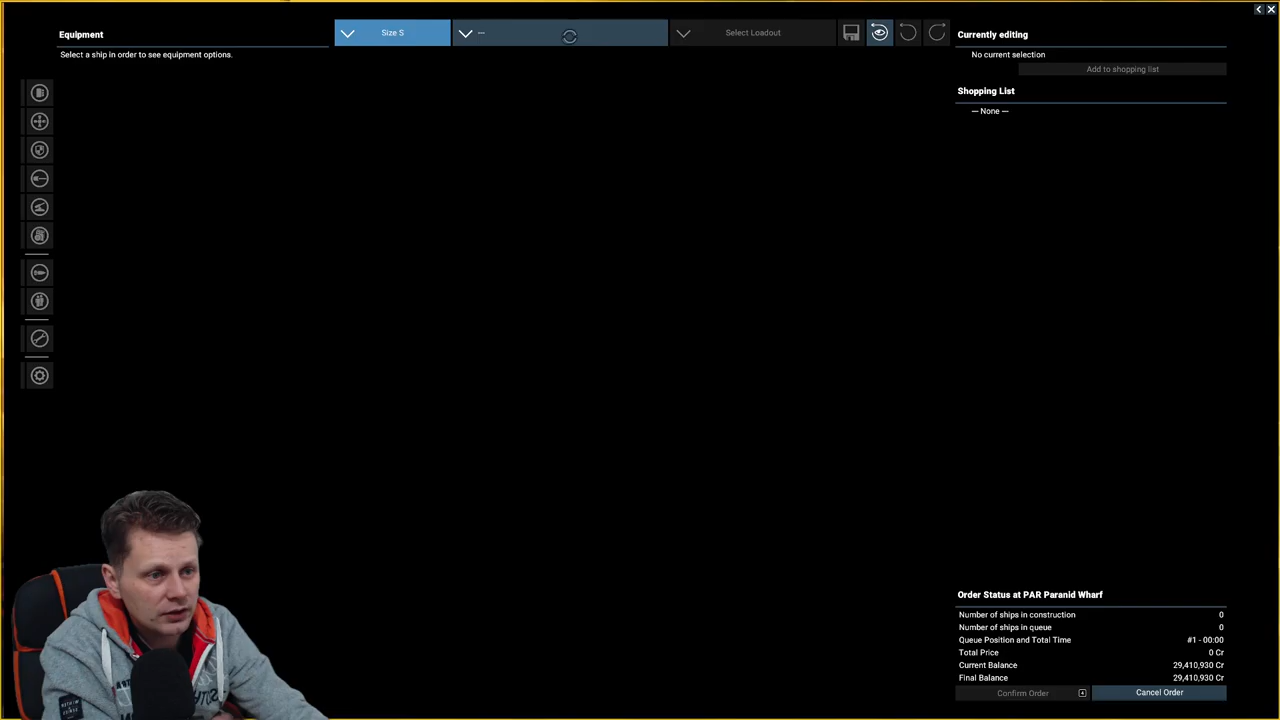 Equipment
Select a ship in order to see equipment options.
Size S
---
Select Loadout
Currently editing
No current selection
Add to shopping list
Shopping List
— None —
Order Status at PAR Paranid Wharf
Number of ships in construction 0
Number of ships in queue 0
Queue Position and Total Time #1 - 00:00
Total Price 0 Cr
Current Balance 29,410,930 Cr
Final Balance 29,410,930 Cr
Confirm Order
Cancel Order